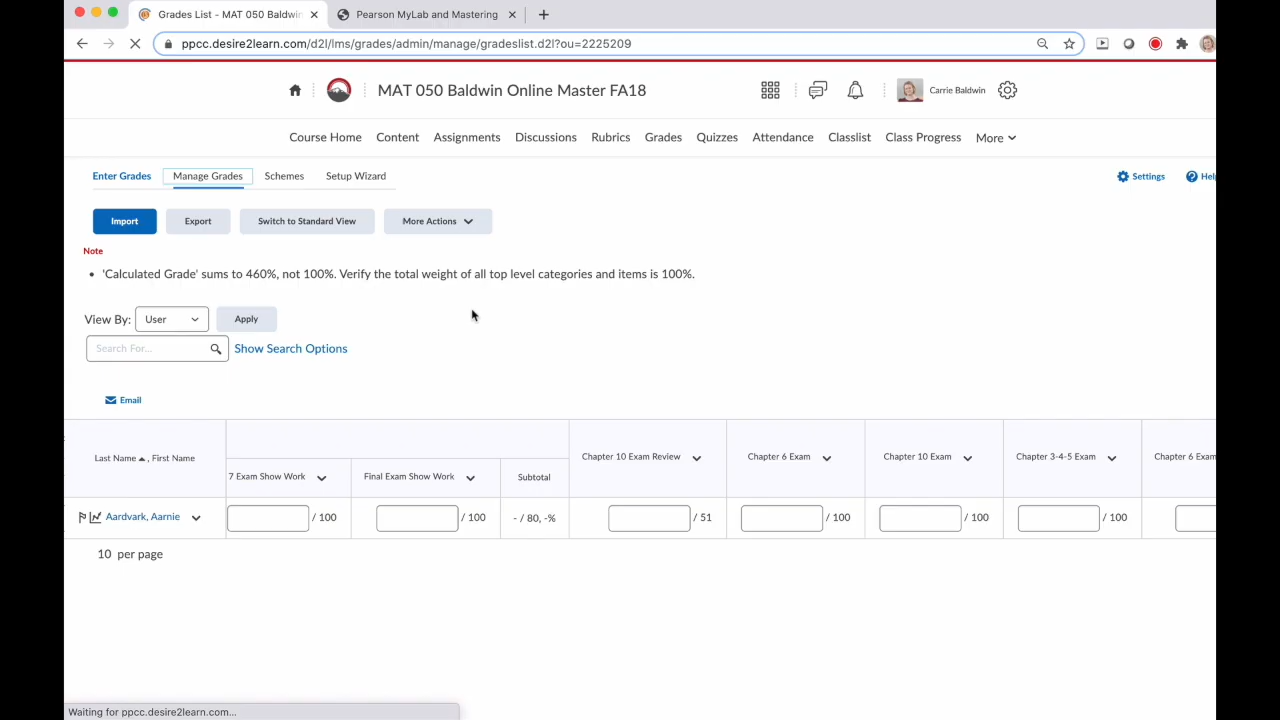 Grades List - MAT 050 Baldwin
Pearson MyLab and Mastering
ppcc.desire2learn.com/d2l/lms/grades/admin/manage/gradeslist.d2l?ou=2225209
MAT 050 Baldwin Online Master FA18
Carrie Baldwin
Course Home Content Assignments Discussions Rubrics Grades Quizzes Attendance Classlist Class Progress More
Enter Grades Manage Grades Schemes Setup Wizard
Settings Help
Import Export Switch to Standard View More Actions
Note
• 'Calculated Grade' sums to 460%, not 100%. Verify the total weight of all top level categories and items is 100%.
View By: User Apply
Search For... Show Search Options
Email
Last Name , First Name
7 Exam Show Work Final Exam Show Work Subtotal
Chapter 10 Exam Review Chapter 6 Exam Chapter 10 Exam Chapter 3-4-5 Exam Chapter 6 Exam
Aardvark, Aarnie / 100 / 100 - / 80, -% / 51 / 100 / 100 / 100
10 per page
Waiting for ppcc.desire2learn.com...